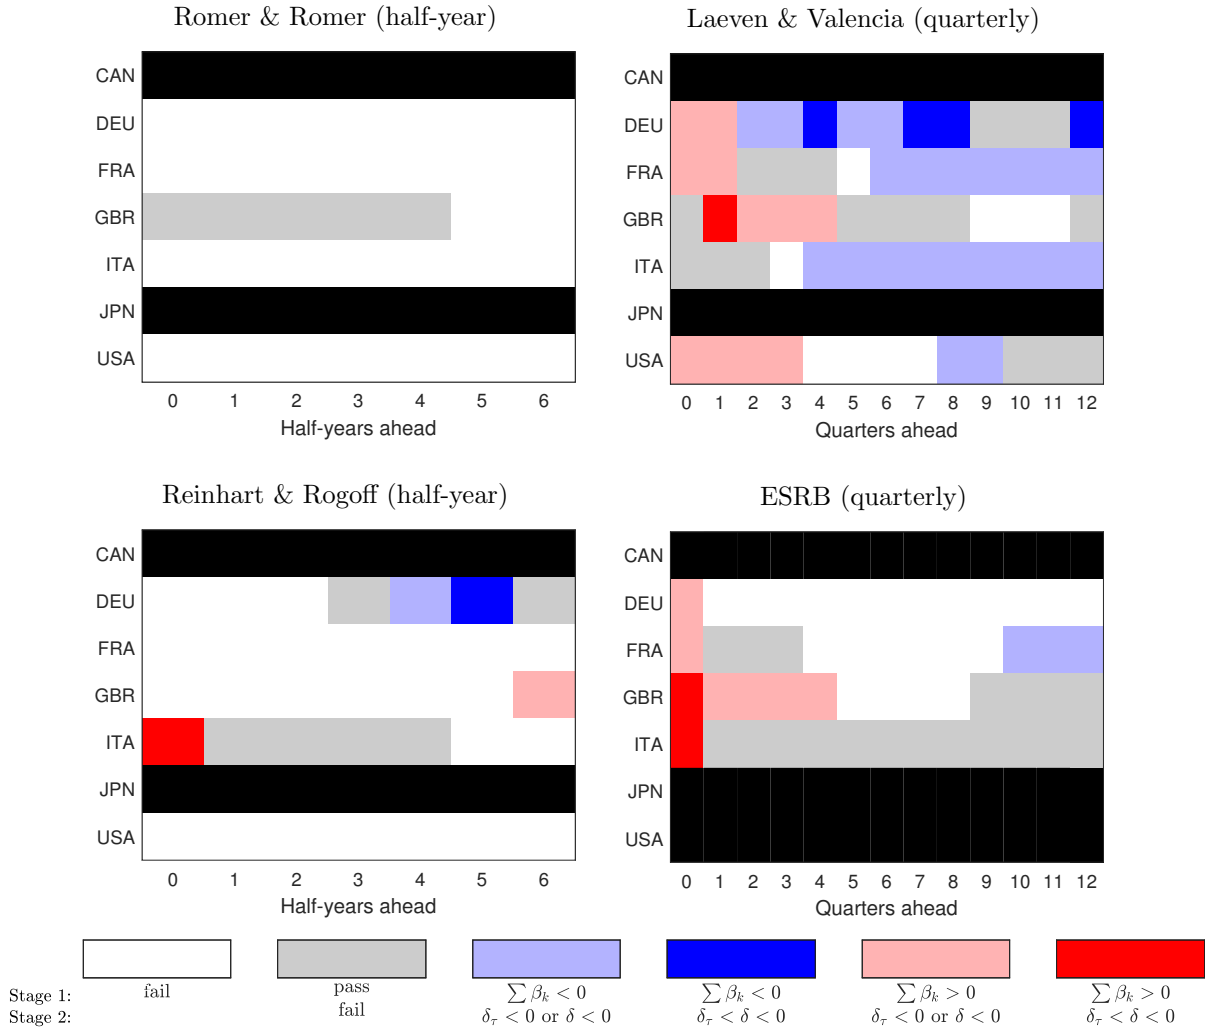 Romer & Romer (half-year)
CAN
DEU
FRA
GBR
ITA
JPN
USA
0 1 2 3 4 5 6
Half-years ahead
Laeven & Valencia (quarterly)
CAN
DEU
FRA
GBR
ITA
JPN
USA
0 1 2 3 4 5 6 7 8 9 10 11 12
Quarters ahead
Reinhart & Rogoff (half-year)
CAN
DEU
FRA
GBR
ITA
JPN
USA
0 1 2 3 4 5 6
Half-years ahead
ESRB (quarterly)
CAN
DEU
FRA
GBR
ITA
JPN
USA
0 1 2 3 4 5 6 7 8 9 10 11 12
Quarters ahead
Stage 1: fail pass ∑ βₖ < 0 ∑ βₖ < 0 ∑ βₖ > 0 ∑ βₖ > 0
Stage 2: fail δ_τ < 0 or δ < 0 δ_τ < δ < 0 δ_τ < 0 or δ < 0 δ_τ < δ < 0